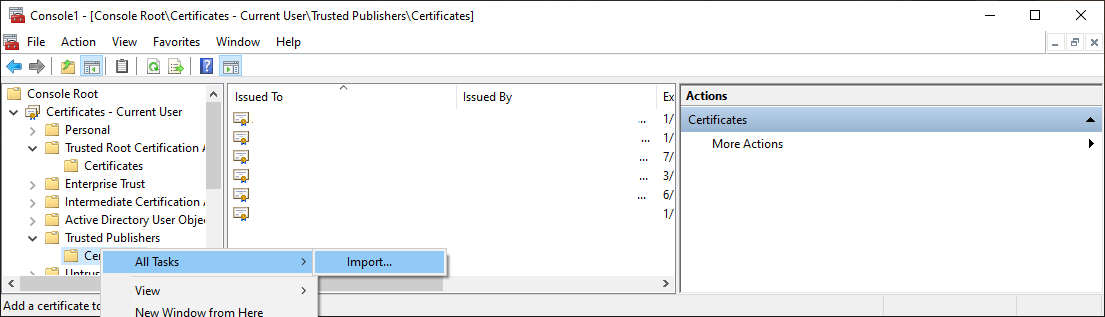 Console1 - [Console Root\Certificates - Current User\Trusted Publishers\Certificates]
File Action View Favorites Window Help
Console Root
Certificates - Current User
Personal
Trusted Root Certification A
Certificates
Enterprise Trust
Intermediate Certification A
Active Directory User Obje
Trusted Publishers
Cer
Untrus
Issued To Issued By Ex
... 1/
... 1/
... 7/
... 3/
... 6/
1/
Actions
Certificates
More Actions
All Tasks
Import...
View
New Window from Here
Add a certificate to